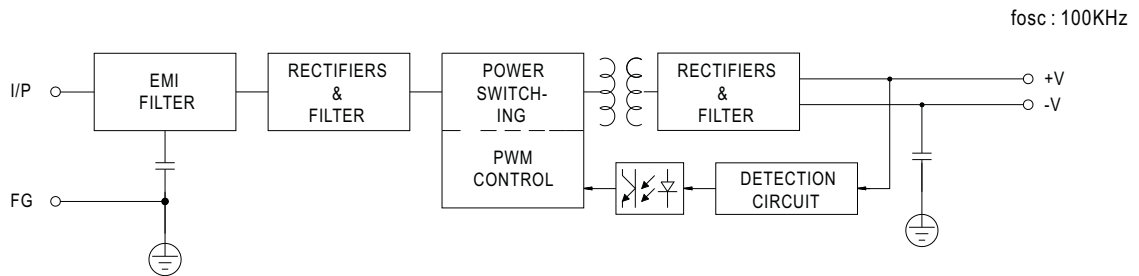 fosc : 100KHz
I/P
EMI
FILTER
RECTIFIERS
&
FILTER
POWER
SWITCH-
ING
PWM
CONTROL
RECTIFIERS
&
FILTER
+V
-V
DETECTION
CIRCUIT
FG